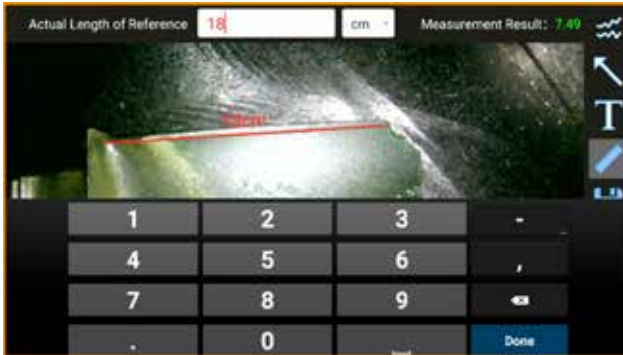 Actual Length of Reference 18 cm Measurement Result: 7.49
T
1 2 3 -
4 5 6 ,
7 8 9
. 0 Done